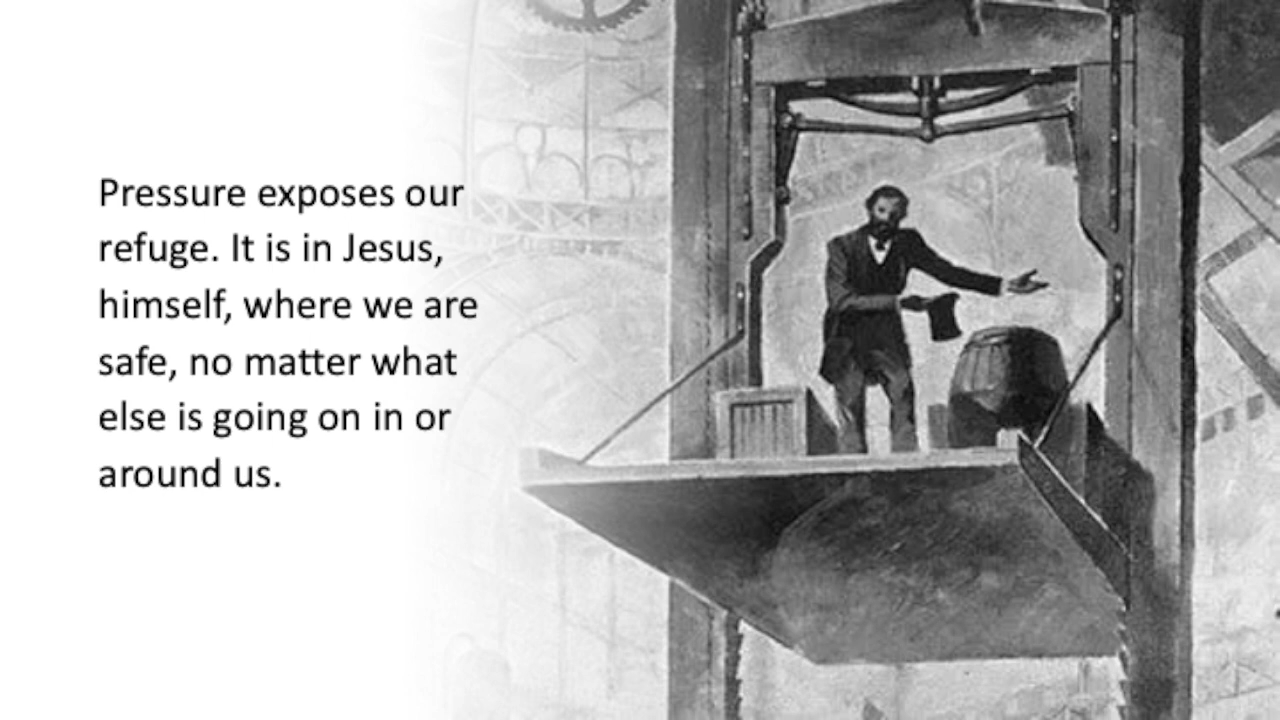 Pressure exposes our
refuge. It is in Jesus,
himself, where we are
safe, no matter what
else is going on in or
around us.